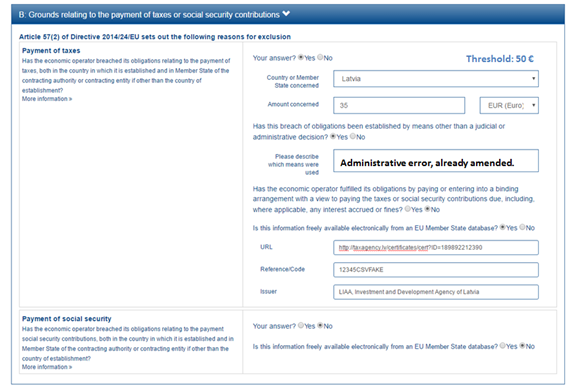 B: Grounds relating to the payment of taxes or social security contributions
Article 57(2) of Directive 2014/24/EU sets out the following reasons for exclusion
Payment of taxes
Has the economic operator breached its obligations relating to the payment of
taxes, both in the country in which it is established and in Member State of the
contracting authority or contracting entity if other than the country of
establishment?
More information »
Your answer? Yes No
Threshold: 50 €
Country or Member
State concerned
Latvia
Amount concerned
35
EUR (Euro)
Has this breach of obligations been established by means other than a judicial or
administrative decision? Yes No
Please describe
which means were
used
Administrative error, already amended.
Has the economic operator fulfilled its obligations by paying or entering into a binding
arrangement with a view to paying the taxes or social security contributions due, including,
where applicable, any interest accrued or fines? Yes No
Is this information freely available electronically from an EU Member State database? Yes No
URL
http://taxagency.lv/certificates/cert?ID=189892212390
Reference/Code
12345CSVFAKE
Issuer
LIAA, Investment and Development Agency of Latvia
Payment of social security
Has the economic operator breached its obligations relating to the payment
social security contributions, both in the country in which it is established and in
Member State of the contracting authority or contracting entity if other than the
country of establishment?
More information »
Your answer? Yes No
Is this information freely available electronically from an EU Member State database? Yes No